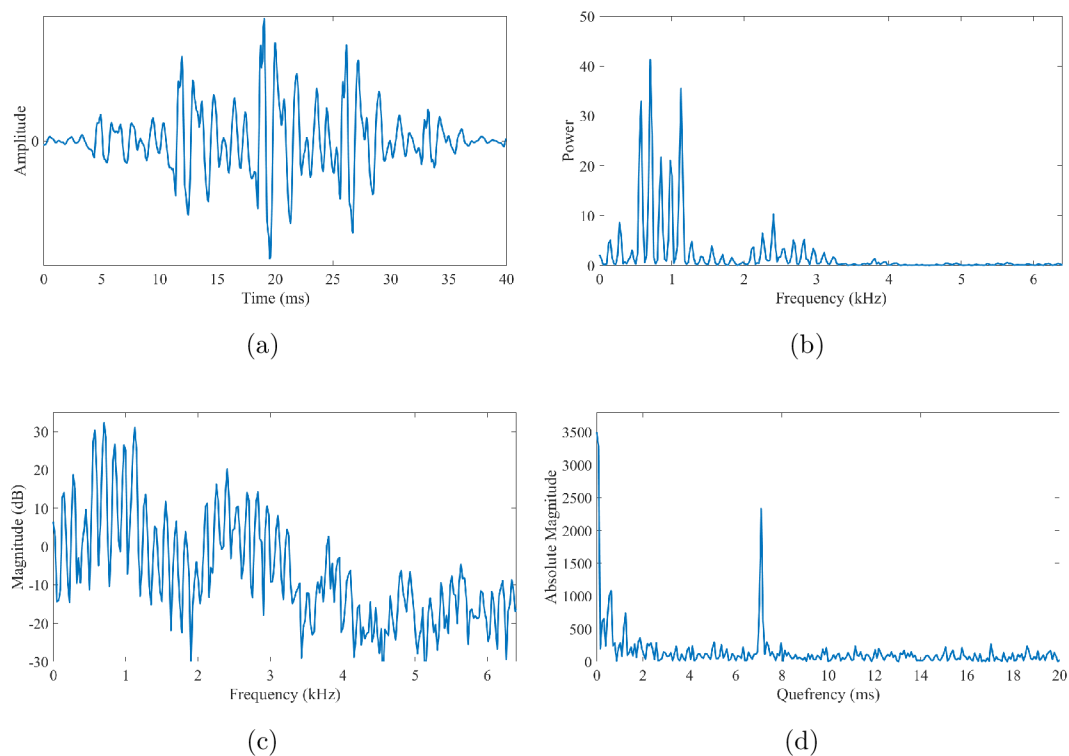 Amplitude
0
0 5 10 15 20 25 30 35 40
Time (ms)
(a)
Power
50
40
30
20
10
0
0 1 2 3 4 5 6
Frequency (kHz)
(b)
Magnitude (dB)
30
20
10
0
-10
-20
-30
0 1 2 3 4 5 6
Frequency (kHz)
(c)
Absolute Magnitude
3500
3000
2500
2000
1500
1000
500
0
0 2 4 6 8 10 12 14 16 18 20
Quefrency (ms)
(d)